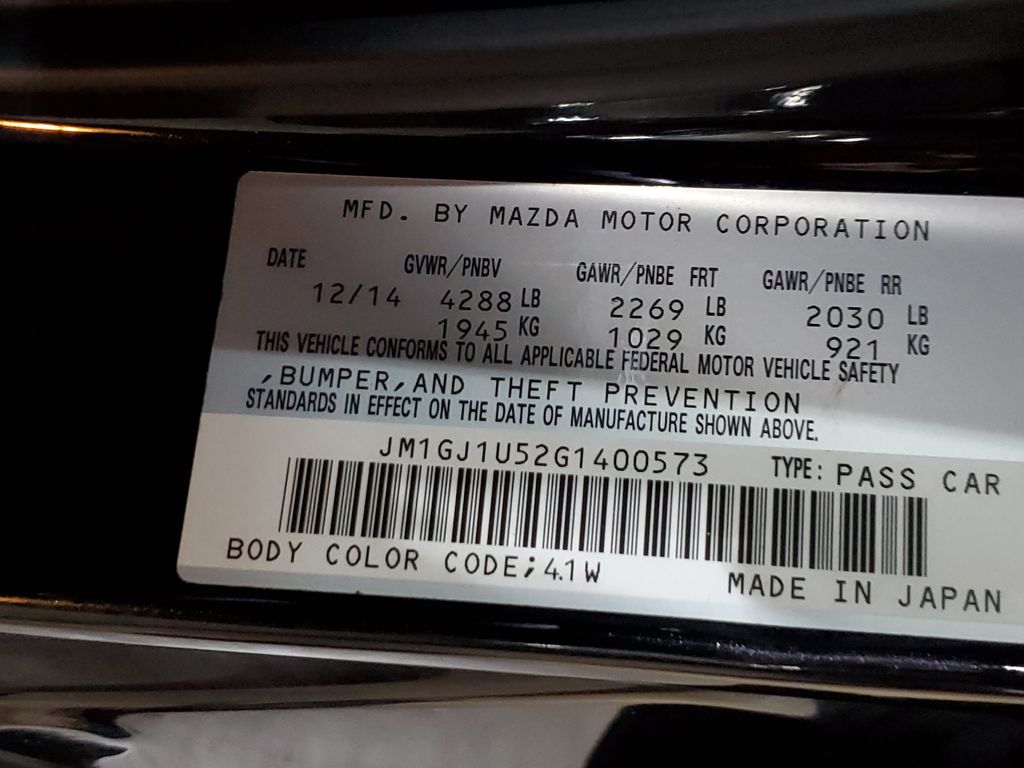 MFD. BY MAZDA MOTOR CORPORATION
DATE GVWR/PNBV GAWR/PNBE FRT GAWR/PNBE RR
12/14 4288 LB 2269 LB 2030 LB
1945 KG 1029 KG 921 KG
THIS VEHICLE CONFORMS TO ALL APPLICABLE FEDERAL MOTOR VEHICLE SAFETY
,BUMPER,AND THEFT PREVENTION
STANDARDS IN EFFECT ON THE DATE OF MANUFACTURE SHOWN ABOVE.
JM1GJ1U52G1400573 TYPE: PASS CAR
BODY COLOR CODE; 41W
MADE IN JAPAN